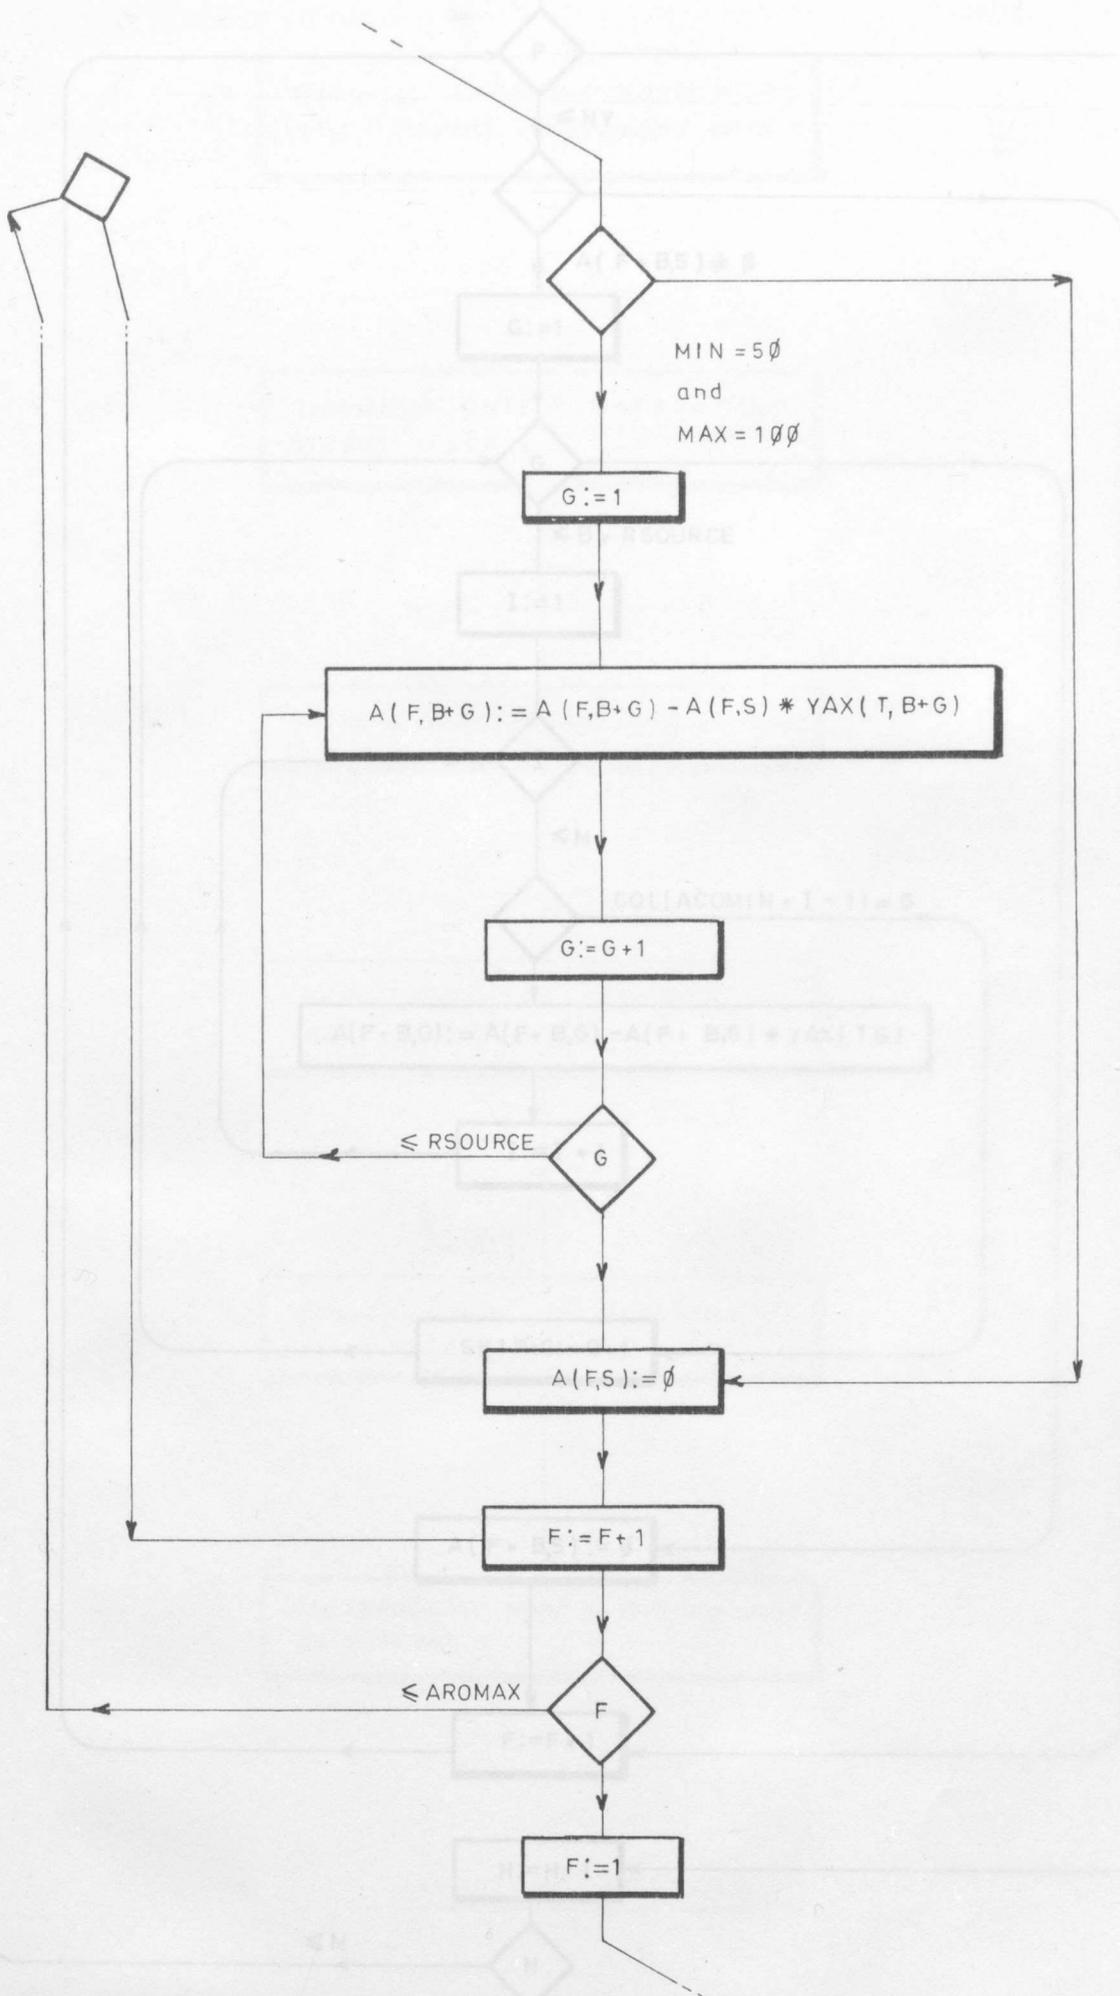 MIN = 5Ø
and
MAX = 1ØØ
G := 1
A ( F, B+G ) := A ( F, B+G ) - A ( F, S ) * YAX ( T, B+G )
G := G + 1
⩽ RSOURCE
G
A ( F, S ) := Ø
F := F + 1
⩽ AROMAX
F
F := 1